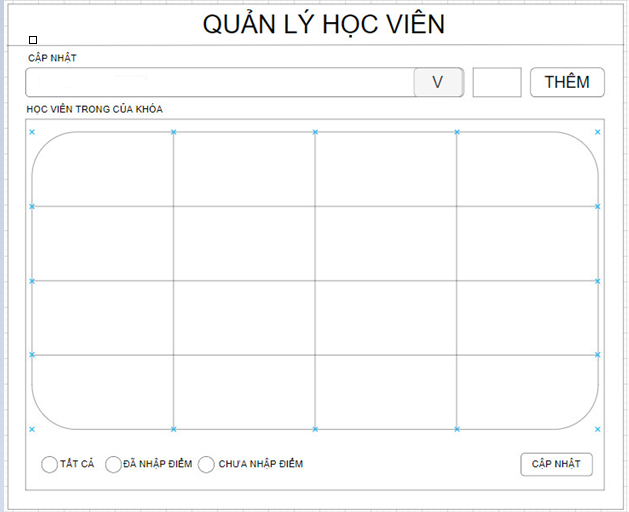 QUẢN LÝ HỌC VIÊN
CẬP NHẬT
V
THÊM
HỌC VIÊN TRONG CỦA KHÓA
TẤT CẢ
ĐÃ NHẬP ĐIỂM
CHƯA NHẬP ĐIỂM
CẬP NHẬT